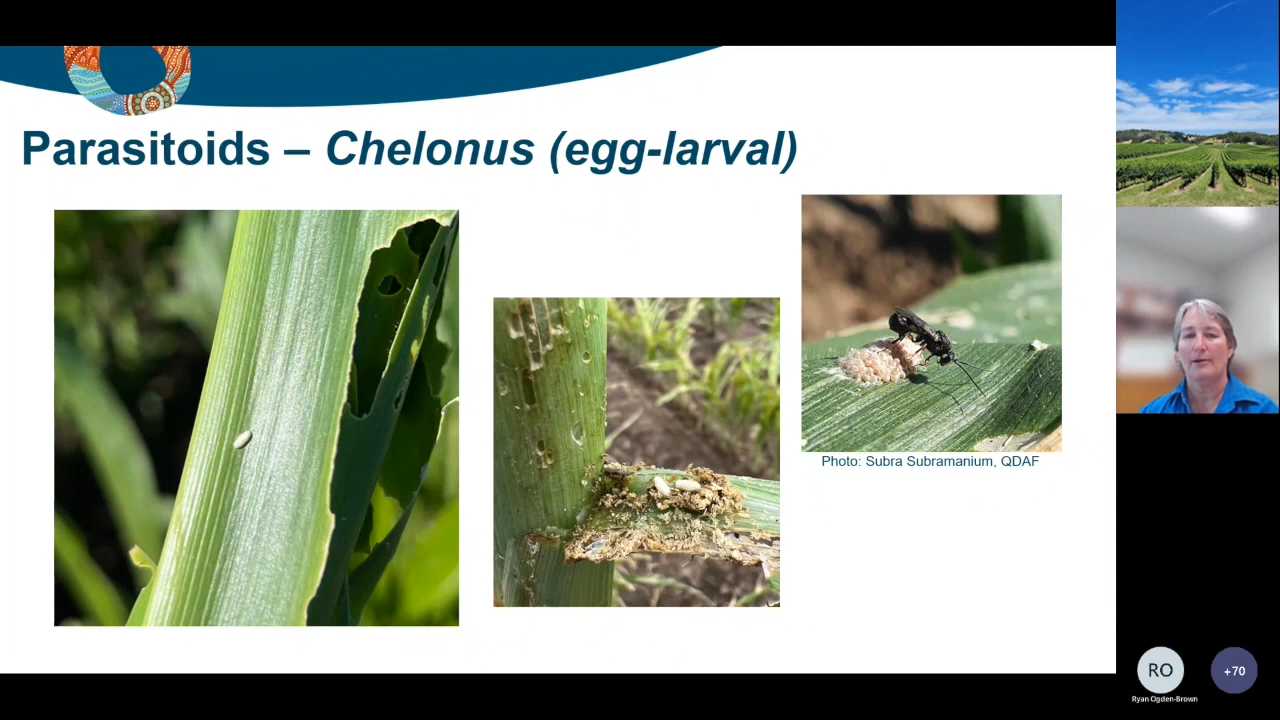 Parasitoids – Chelonus (egg-larval)
Photo: Subra Subramanium, QDAF
RO
+70
Ryan Ogden-Brown